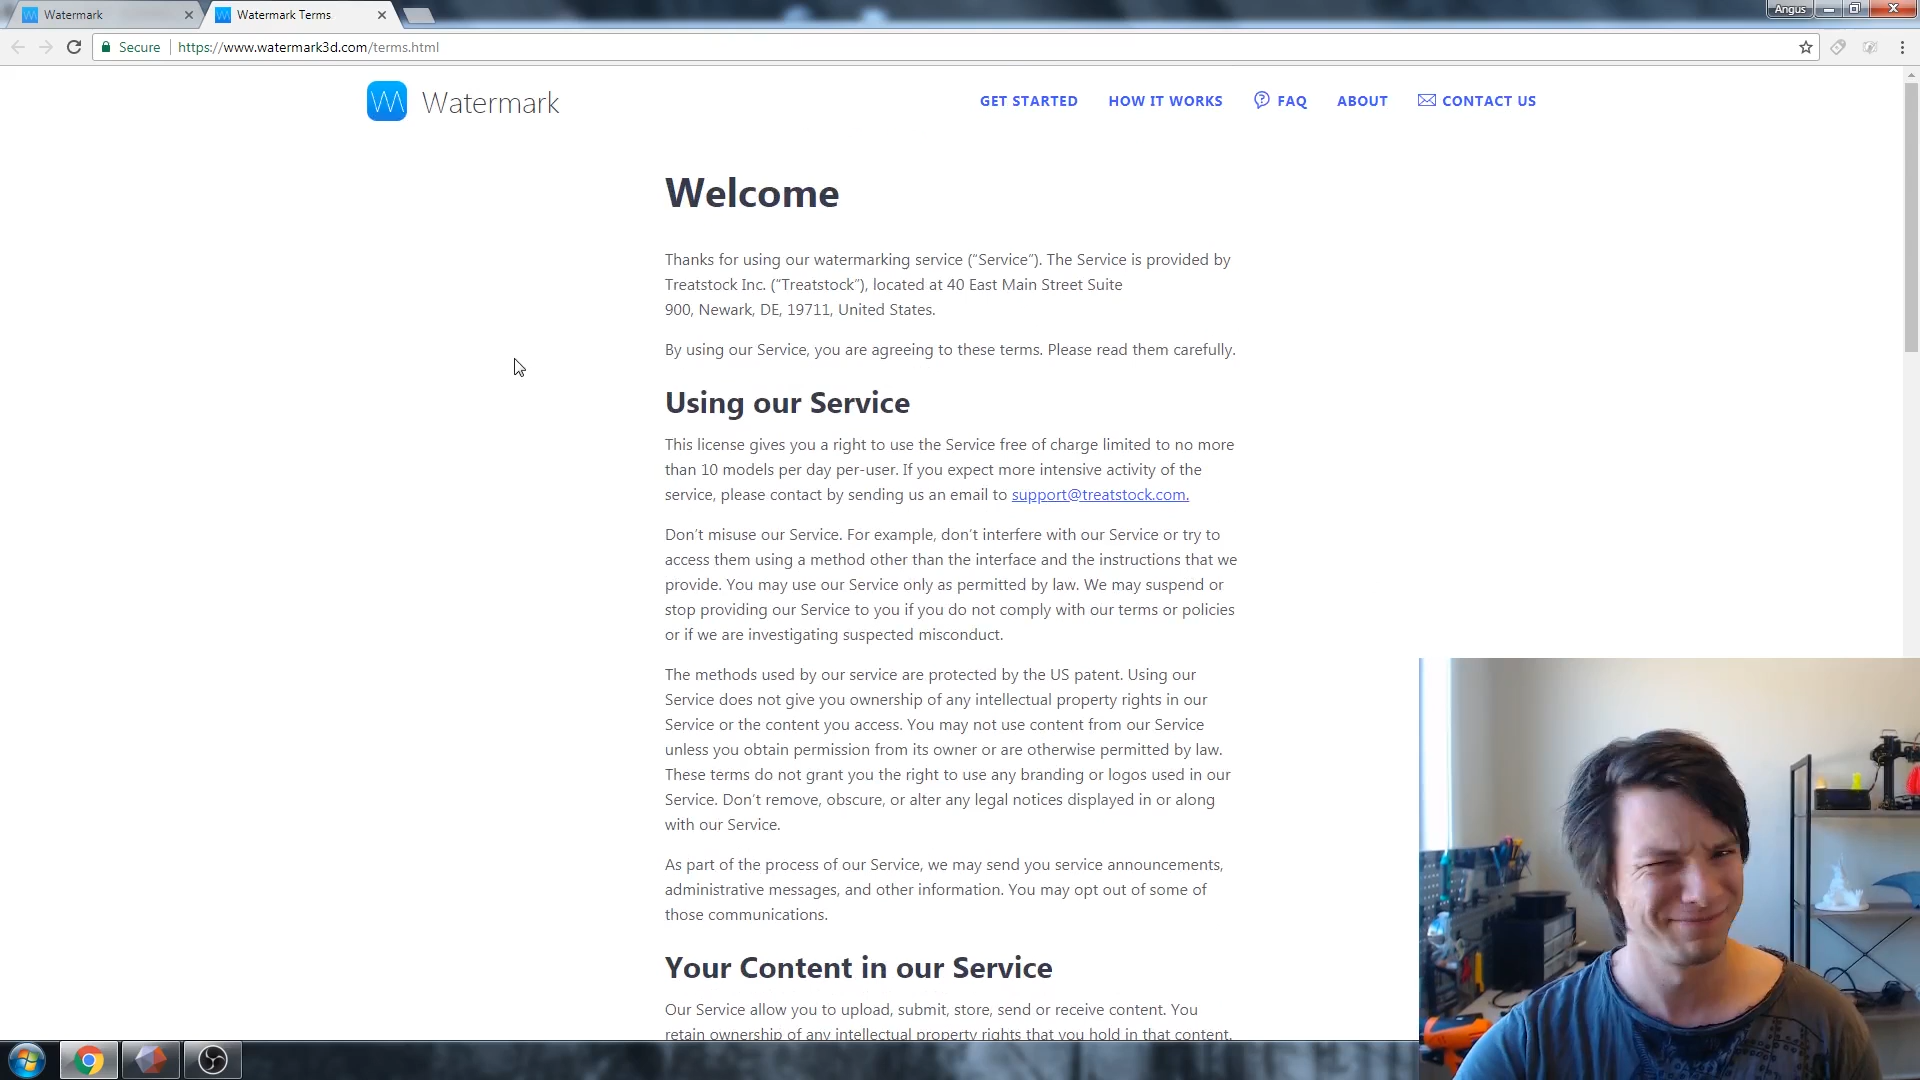 Watermark
Watermark Terms
Angus
Secure
https://www.watermark3d.com/terms.html
Watermark
GET STARTED
HOW IT WORKS
FAQ
ABOUT
CONTACT US
Welcome
Thanks for using our watermarking service (“Service”). The Service is provided by
Treatstock Inc. (“Treatstock”), located at 40 East Main Street Suite
900, Newark, DE, 19711, United States.
By using our Service, you are agreeing to these terms. Please read them carefully.
Using our Service
This license gives you a right to use the Service free of charge limited to no more
than 10 models per day per-user. If you expect more intensive activity of the
service, please contact by sending us an email to support@treatstock.com.
Don’t misuse our Service. For example, don’t interfere with our Service or try to
access them using a method other than the interface and the instructions that we
provide. You may use our Service only as permitted by law. We may suspend or
stop providing our Service to you if you do not comply with our terms or policies
or if we are investigating suspected misconduct.
The methods used by our service are protected by the US patent. Using our
Service does not give you ownership of any intellectual property rights in our
Service or the content you access. You may not use content from our Service
unless you obtain permission from its owner or are otherwise permitted by law.
These terms do not grant you the right to use any branding or logos used in our
Service. Don’t remove, obscure, or alter any legal notices displayed in or along
with our Service.
As part of the process of our Service, we may send you service announcements,
administrative messages, and other information. You may opt out of some of
those communications.
Your Content in our Service
Our Service allow you to upload, submit, store, send or receive content. You
retain ownership of any intellectual property rights that you hold in that content.